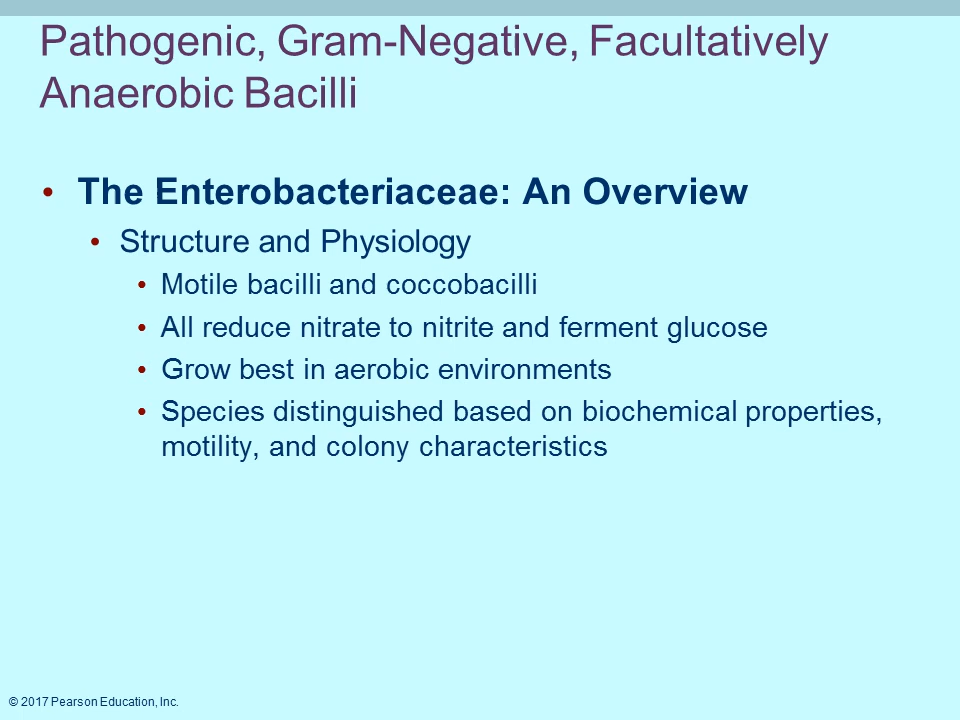 Pathogenic, Gram-Negative, Facultatively
Anaerobic Bacilli
• The Enterobacteriaceae: An Overview
• Structure and Physiology
• Motile bacilli and coccobacilli
• All reduce nitrate to nitrite and ferment glucose
• Grow best in aerobic environments
• Species distinguished based on biochemical properties,
motility, and colony characteristics
© 2017 Pearson Education, Inc.